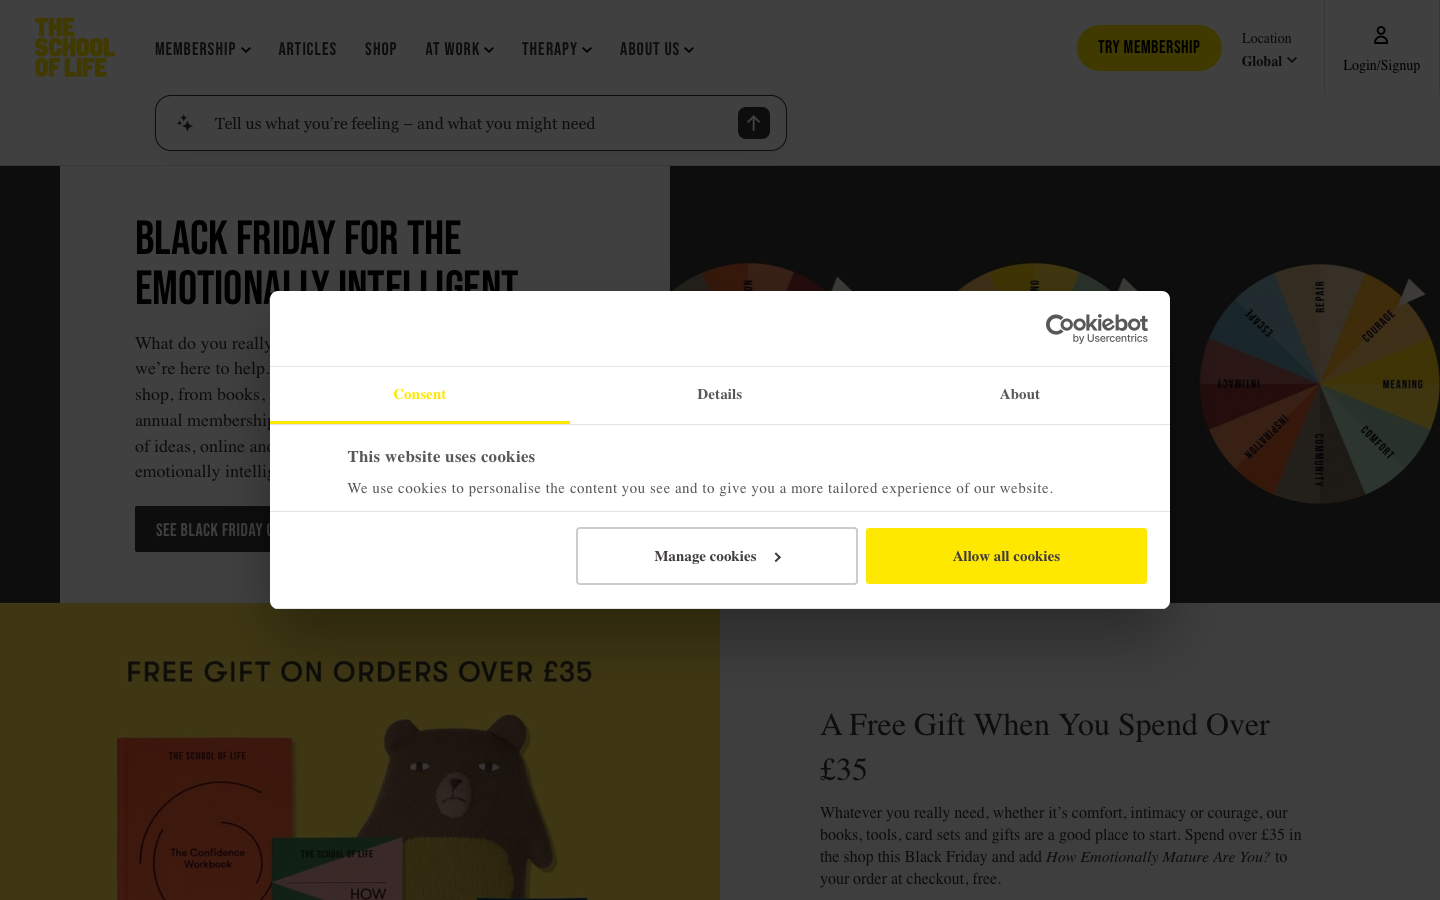 THE
SCHOOL
OF LIFE
MEMBERSHIP
ARTICLES
SHOP
AT WORK
THERAPY
ABOUT US
TRY MEMBERSHIP
Location
Global
Login/Signup
Tell us what you're feeling – and what you might need
BLACK FRIDAY FOR THE
EMOTIONALLY INTELLIGENT
What do you really
we're here to help.
shop, from books,
annual membership
of ideas, online and
emotionally intellig
SEE BLACK FRIDAY
REPAIR
COURAGE
MEANING
COMFORT
COMMUNITY
INSPIRATION
INTIMACY
ESCAPE
Cookiebot
by Usercentrics
Consent
Details
About
This website uses cookies
We use cookies to personalise the content you see and to give you a more tailored experience of our website.
Manage cookies
Allow all cookies
FREE GIFT ON ORDERS OVER £35
THE SCHOOL OF LIFE
The Confidence
Workbook
THE SCHOOL OF LIFE
HOW
A Free Gift When You Spend Over
£35
Whatever you really need, whether it's comfort, intimacy or courage, our
books, tools, card sets and gifts are a good place to start. Spend over £35 in
the shop this Black Friday and add How Emotionally Mature Are You? to
your order at checkout, free.